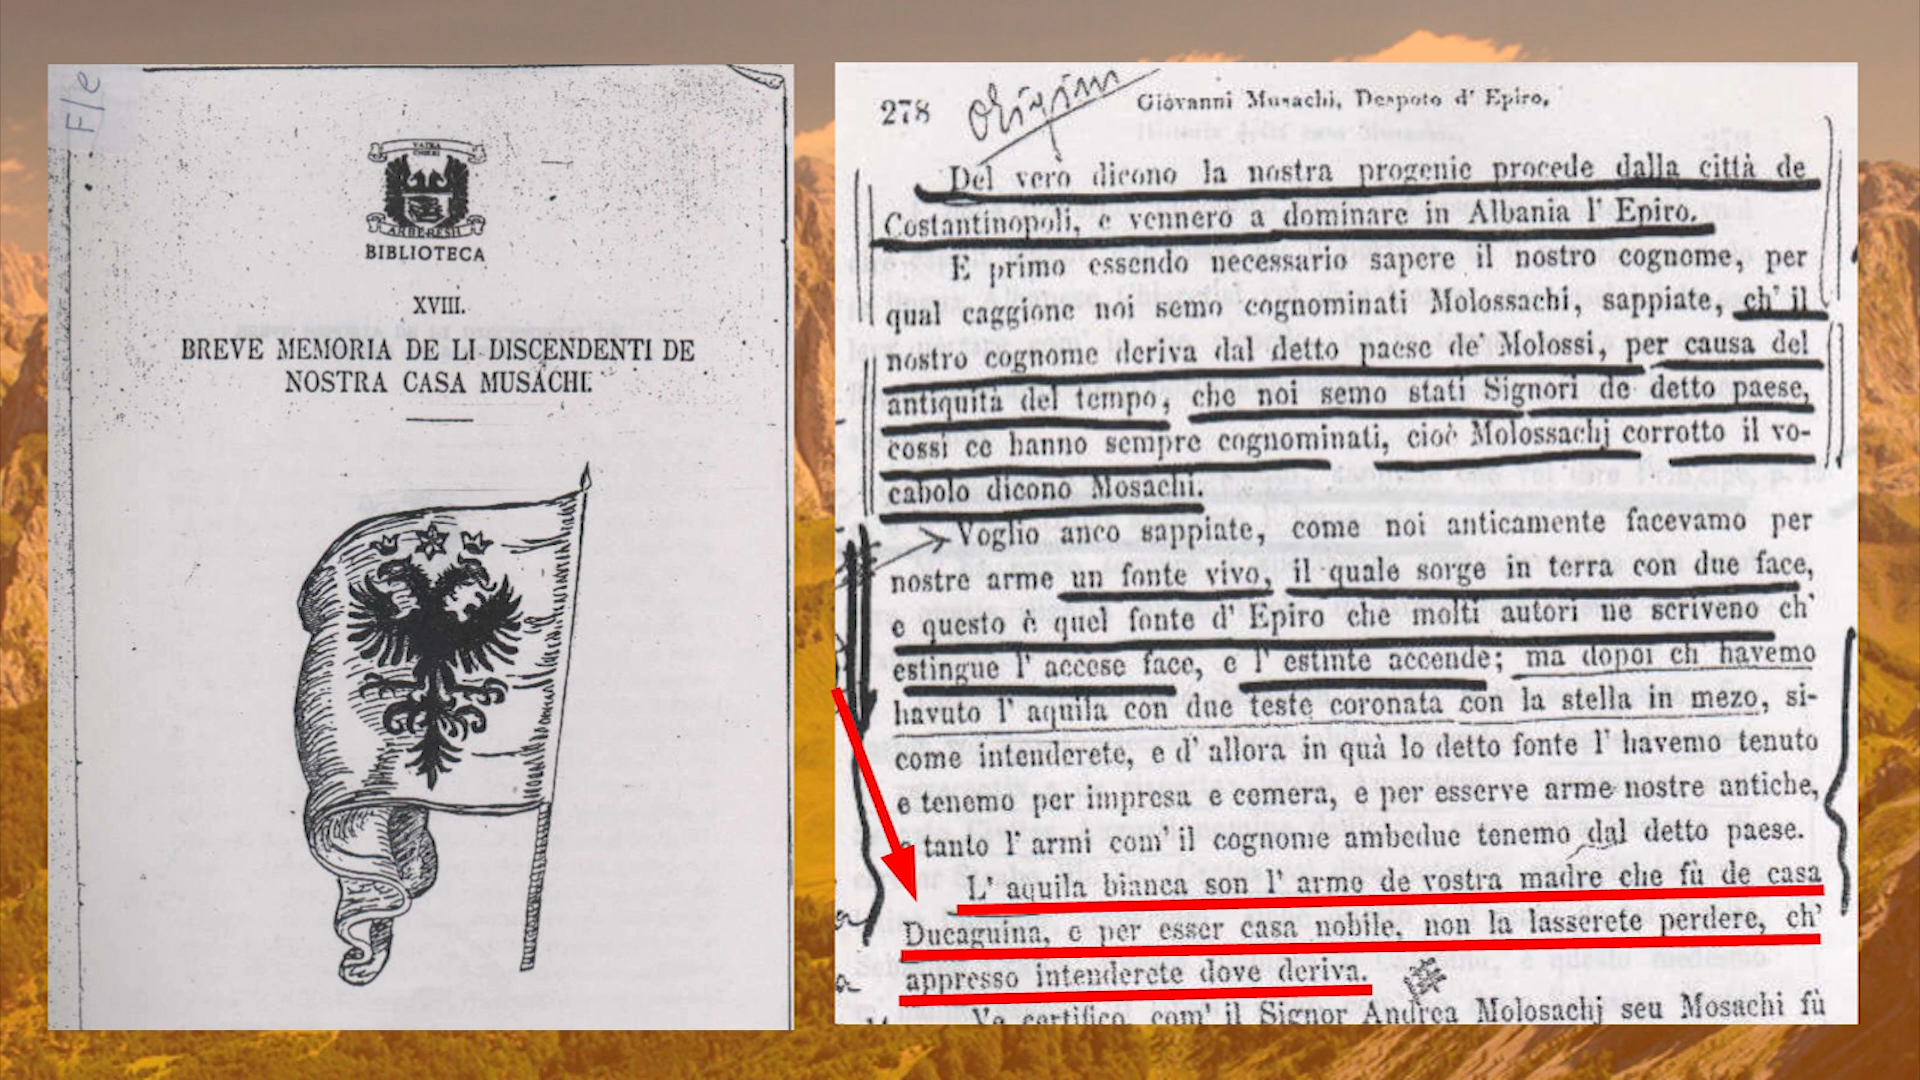 F/e
VATRA
ARBERESH
BIBLIOTECA
XVIII.
BREVE MEMORIA DE LI DISCENDENTI DE
NOSTRA CASA MUSACHI.
278
Origini
Giovanni Musachi, Despoto d' Epiro,
Del vero dicono la nostra progenie procede dalla città de
Costantinopoli, e vennero a dominare in Albania l' Epiro.
E primo essendo necessario sapere il nostro cognome, per
qual caggione noi semo cognominati Molossachi, sappiate, ch' il
nostro cognome deriva dal detto paese de' Molossi, per causa del
antiquità del tempo, che noi semo stati Signori de detto paese,
cossi ce hanno sempre cognominati, cioè Molossachj corrotto il vo-
cabolo dicono Mosachi.
Voglio anco sappiate, come noi anticamente facevamo per
nostre arme un fonte vivo, il quale sorge in terra con due face,
e questo è quel fonte d' Epiro che molti autori ne scriveno ch'
estingue l' accese face, e l' estinte accende; ma dopoi ch' havemo
havuto l' aquila con due teste coronata con la stella in mezo, si-
come intenderete, e d' allora in quà lo detto fonte l' havemo tenuto
e tenemo per impresa e comera, e per esserve arme nostre antiche,
e tanto l' armi com' il cognome ambedue tenemo dal detto paese.
L' aquila bianca son l' arme de vostra madre che fù de casa
Ducaguina, e per esser casa nobile, non la lasserete perdere, ch'
appresso intenderete dove deriva.
Ve certifico com' il Signor Andrea Molosachj seu Mosachi fù